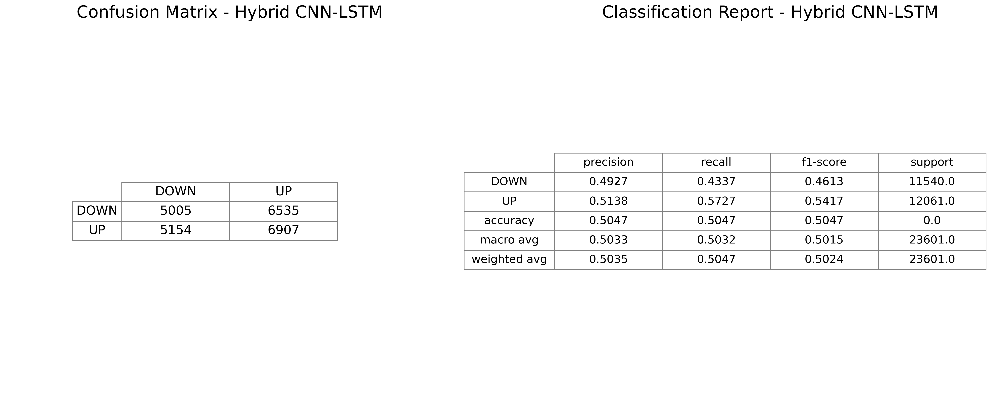 Confusion Matrix - Hybrid CNN-LSTM
DOWN UP
DOWN 5005 6535
UP 5154 6907
Classification Report - Hybrid CNN-LSTM
precision recall f1-score support
DOWN 0.4927 0.4337 0.4613 11540.0
UP 0.5138 0.5727 0.5417 12061.0
accuracy 0.5047 0.5047 0.5047 0.0
macro avg 0.5033 0.5032 0.5015 23601.0
weighted avg 0.5035 0.5047 0.5024 23601.0